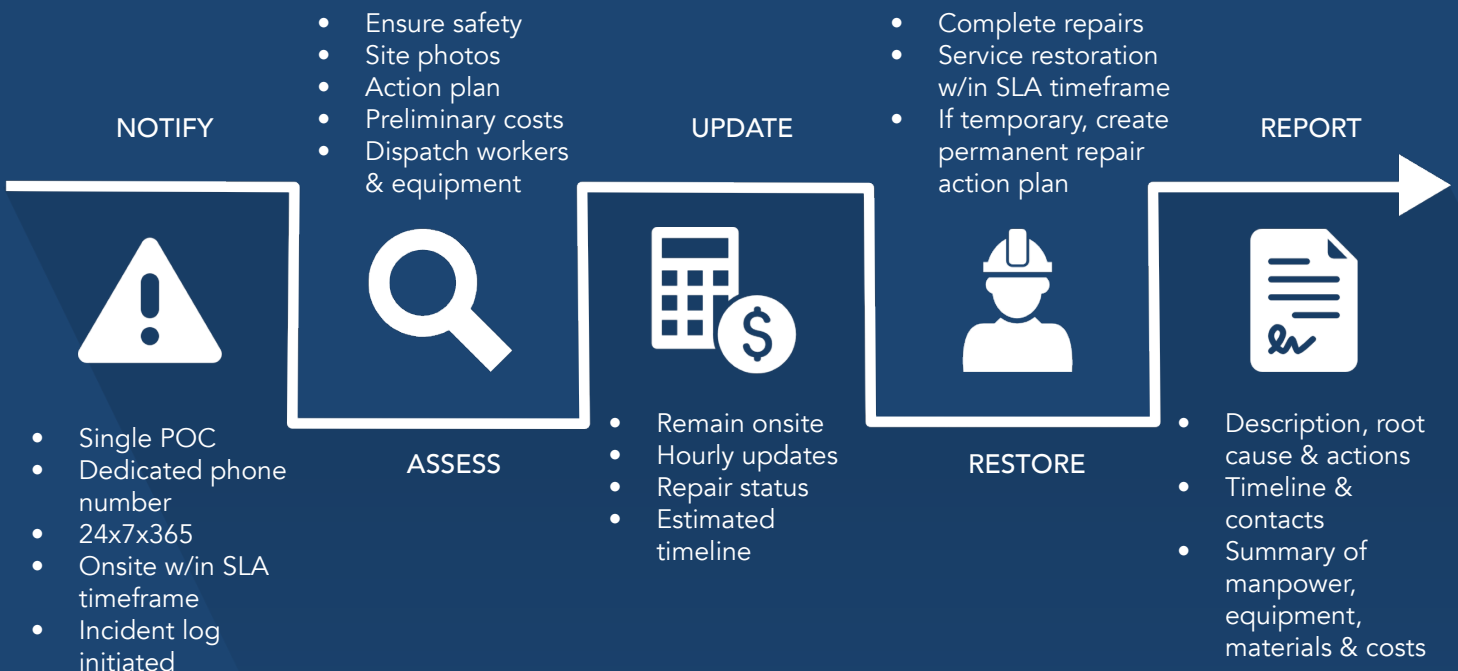 NOTIFY
• Single POC
• Dedicated phone
number
• 24x7x365
• Onsite w/in SLA
timeframe
• Incident log
initiated
• Ensure safety
• Site photos
• Action plan
• Preliminary costs
• Dispatch workers
& equipment
ASSESS
UPDATE
$
• Remain onsite
• Hourly updates
• Repair status
• Estimated
timeline
• Complete repairs
• Service restoration
w/in SLA timeframe
• If temporary, create
permanent repair
action plan
RESTORE
REPORT
• Description, root
cause & actions
• Timeline &
contacts
• Summary of
manpower,
equipment,
materials & costs